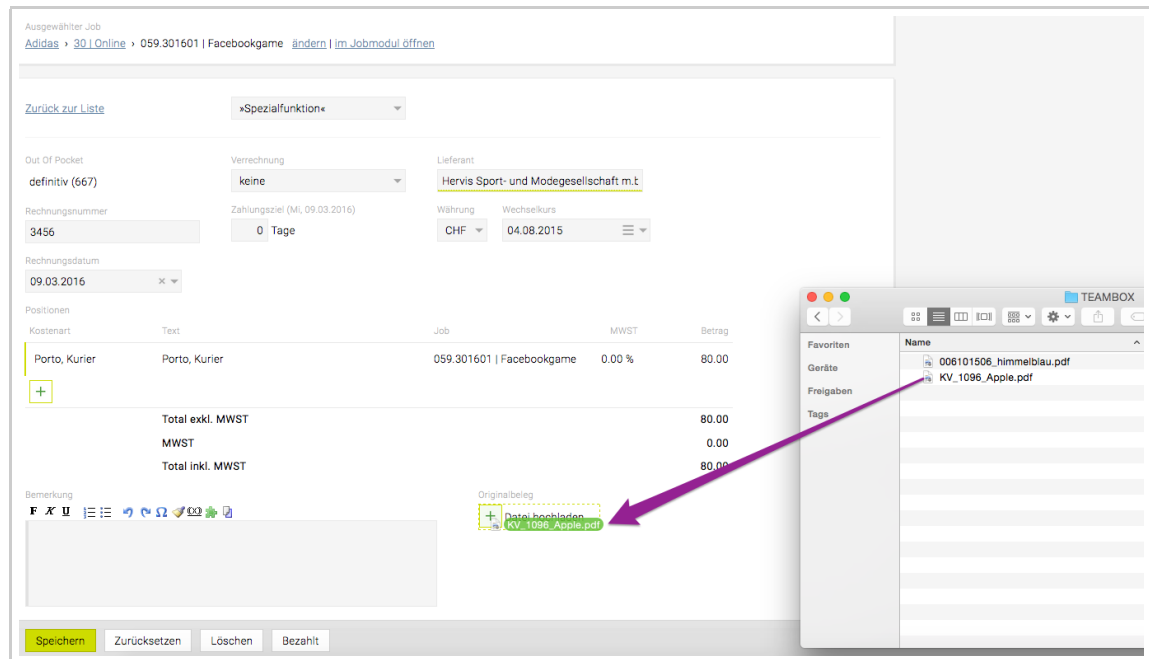 Ausgewählter Job
Adidas › 30 | Online › 059.301601 | Facebookgame ändern | im Jobmodul öffnen
Zurück zur Liste
»Spezialfunktion«
Out Of Pocket
Verrechnung
Lieferant
definitiv (667)
keine
Hervis Sport- und Modegesellschaft m.b
Rechnungsnummer
Zahlungsziel (Mi, 09.03.2016)
Währung
Wechselkurs
3456
0 Tage
CHF
04.08.2015
Rechnungsdatum
09.03.2016
Positionen
Kostenart Text Job MWST Betrag
Porto, Kurier Porto, Kurier 059.301601 | Facebookgame 0.00 % 80.00
Total exkl. MWST 80.00
MWST 0.00
Total inkl. MWST 80.00
Bemerkung
F K U
Originalbeleg
Datei hochladen
KV_1096_Apple.pdf
Speichern Zurücksetzen Löschen Bezahlt
TEAMBOX
Favoriten
Geräte
Freigaben
Tags
Name
006101506_himmelblau.pdf
KV_1096_Apple.pdf